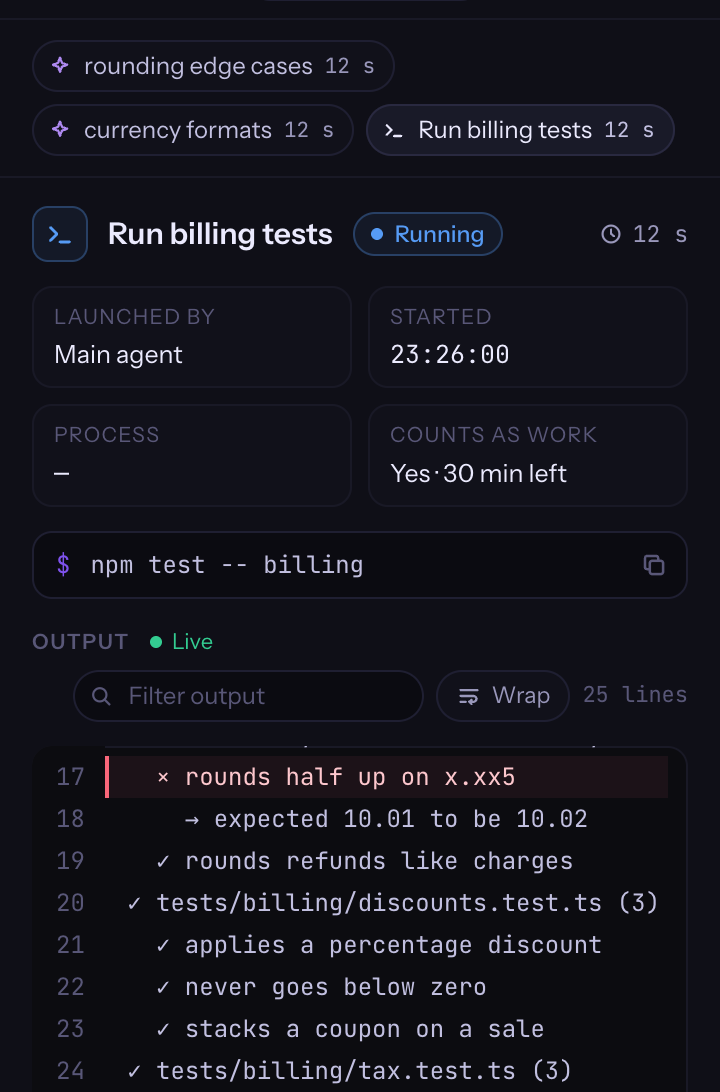 rounding edge cases 12 s
currency formats 12 s
Run billing tests 12 s
Run billing tests
Running
12 s
LAUNCHED BY
Main agent
STARTED
23:26:00
PROCESS
—
COUNTS AS WORK
Yes · 30 min left
$ npm test -- billing
OUTPUT
Live
Filter output
Wrap
25 lines
17 × rounds half up on x.xx5
18 → expected 10.01 to be 10.02
19 ✓ rounds refunds like charges
20 ✓ tests/billing/discounts.test.ts (3)
21 ✓ applies a percentage discount
22 ✓ never goes below zero
23 ✓ stacks a coupon on a sale
24 ✓ tests/billing/tax.test.ts (3)